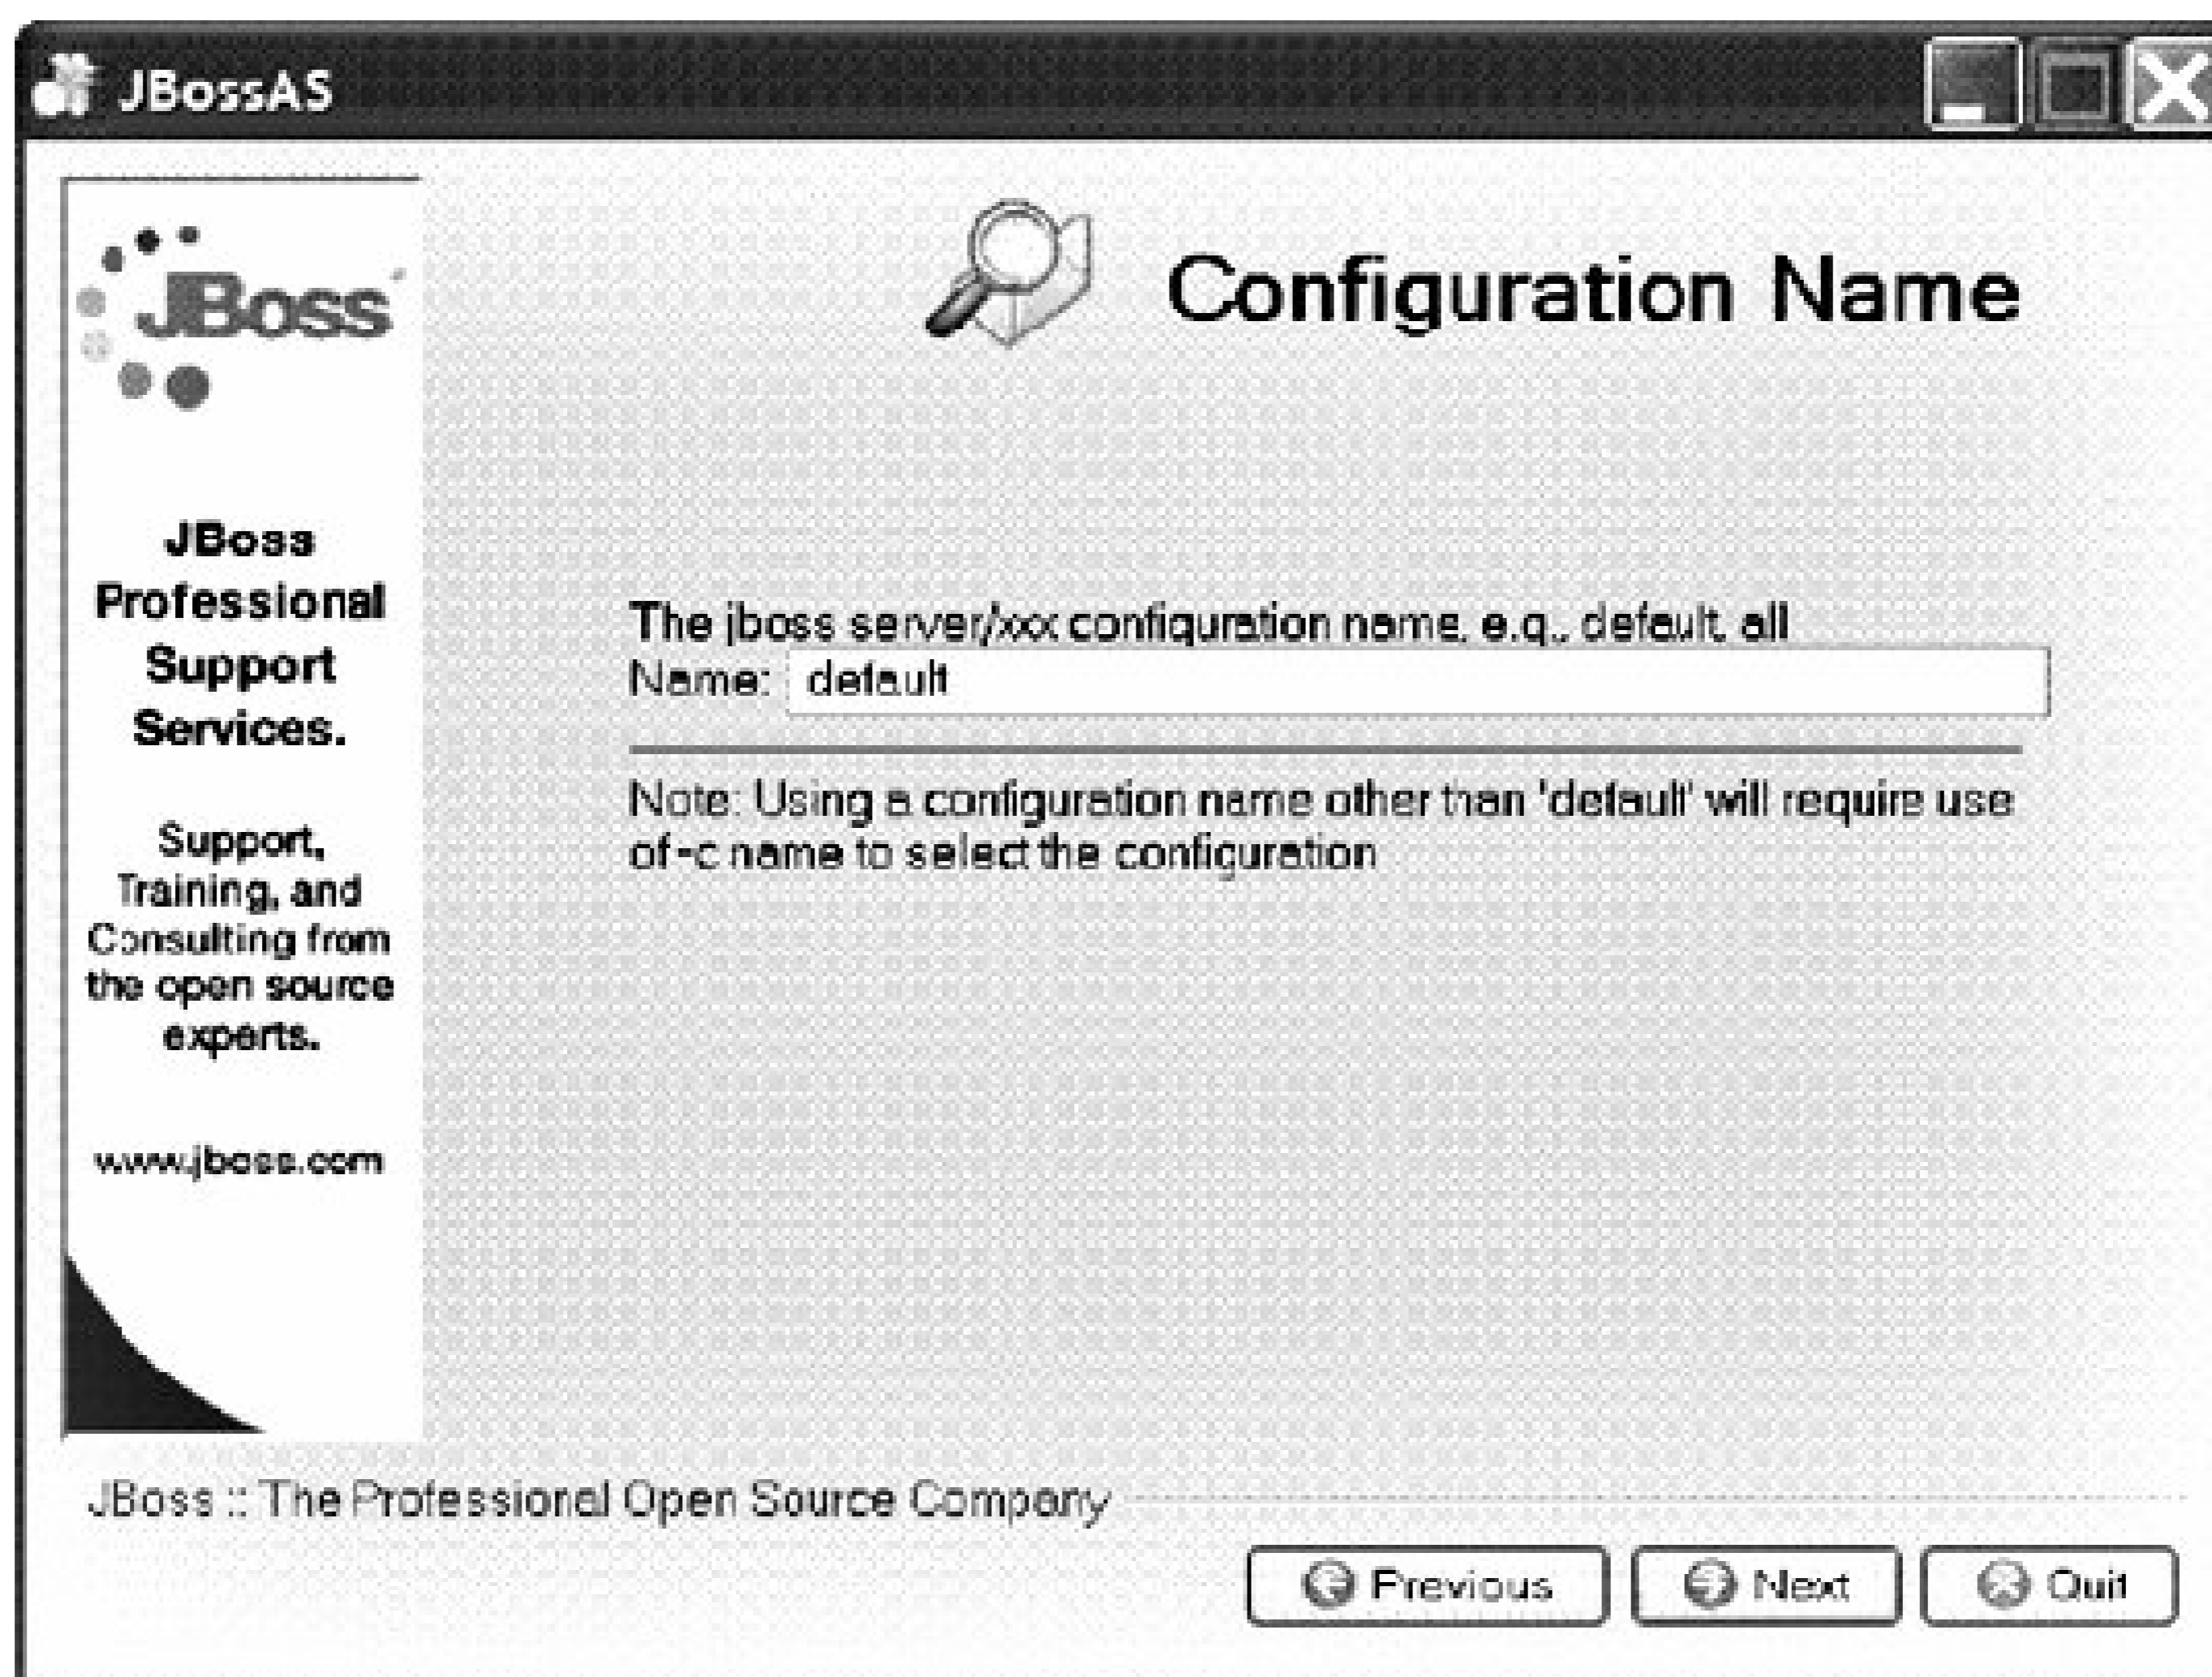 JBossAS
JBoss
Configuration Name
JBoss
Professional
Support
Services.
Support,
Training, and
Consulting from
the open source
experts.
www.jboss.com
The jboss server/xxx configuration name, e.g., default, all
Name: default
Note: Using a configuration name other than 'default' will require use
of -c name to select the configuration
JBoss :: The Professional Open Source Company
Previous
Next
Quit